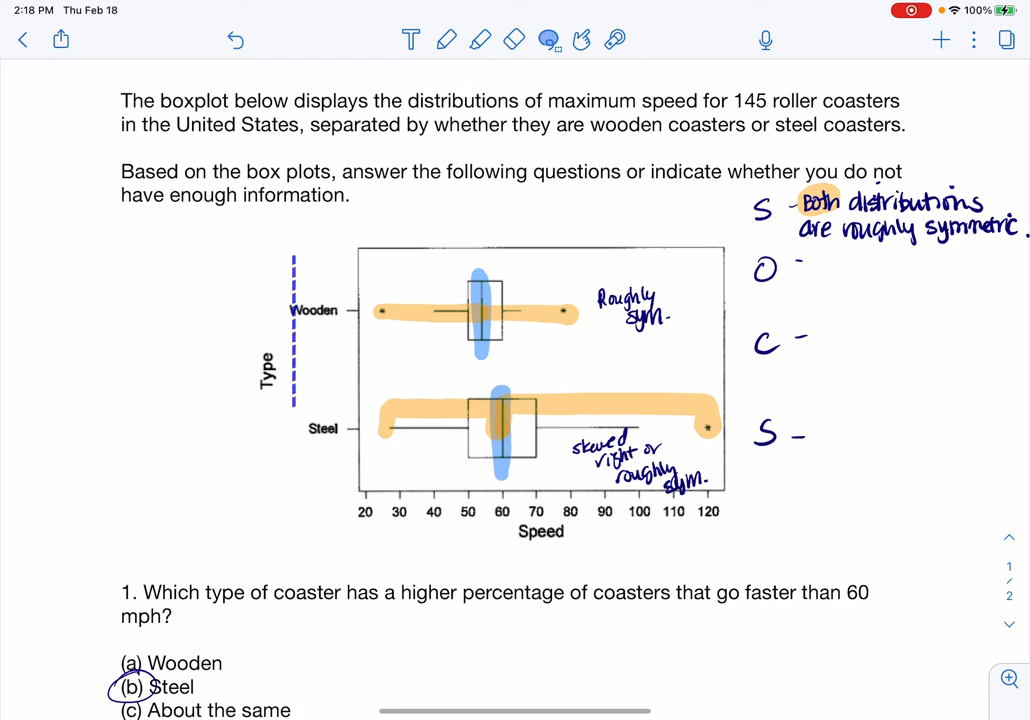 2:18 PM Thu Feb 18
100%
T
The boxplot below displays the distributions of maximum speed for 145 roller coasters
in the United States, separated by whether they are wooden coasters or steel coasters.
Based on the box plots, answer the following questions or indicate whether you do not
have enough information.
S - Both distributions
are roughly symmetric.
O -
C -
S -
Wooden
Roughly
sym.
Type
Steel
skewed
right or
roughly
sym.
20 30 40 50 60 70 80 90 100 110 120
Speed
1
/
2
1. Which type of coaster has a higher percentage of coasters that go faster than 60
mph?
(a) Wooden
(b) Steel
(c) About the same